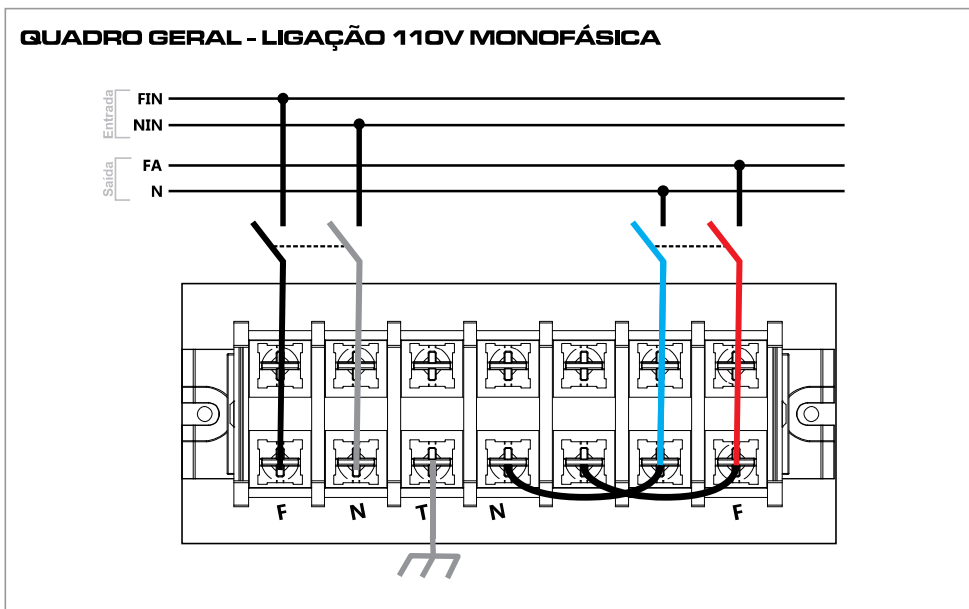 QUADRO GERAL - LIGAÇÃO 110V MONOFÁSICA
Entrada
FIN
NIN
Saída
FA
N
F N T N F